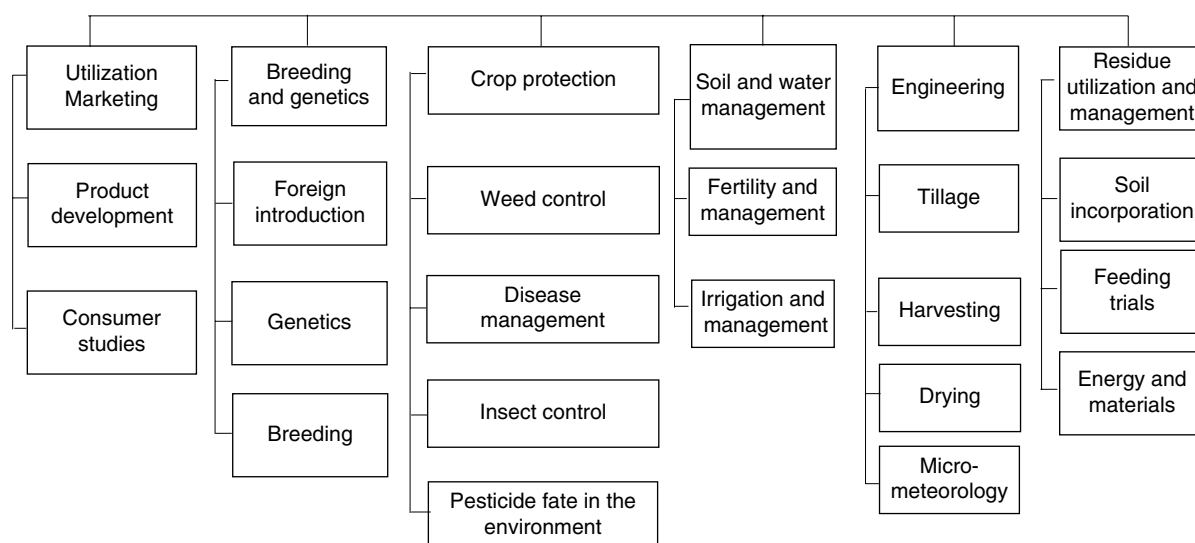 Utilization
Marketing
Product
development
Consumer
studies
Breeding
and genetics
Foreign
introduction
Genetics
Breeding
Crop protection
Weed control
Disease
management
Insect control
Pesticide fate in the
environment
Soil and water
management
Fertility and
management
Irrigation and
management
Engineering
Tillage
Harvesting
Drying
Micro-
meteorology
Residue
utilization and
management
Soil
incorporation
Feeding
trials
Energy and
materials